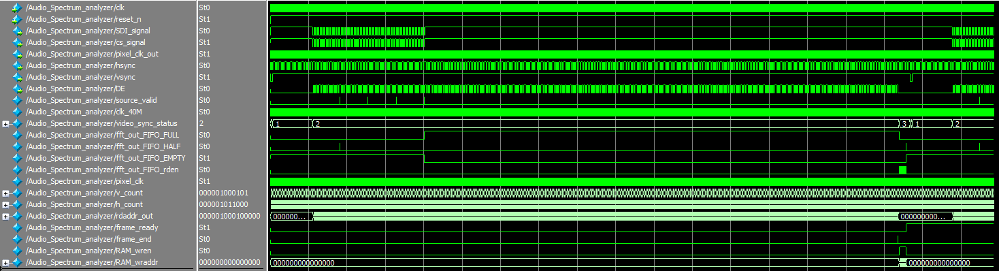 /Audio_Spectrum_analyzer/clk St0
/Audio_Spectrum_analyzer/reset_n St1
/Audio_Spectrum_analyzer/SDI_signal St0
/Audio_Spectrum_analyzer/cs_signal St1
/Audio_Spectrum_analyzer/pixel_clk_out St1
/Audio_Spectrum_analyzer/hsync St0
/Audio_Spectrum_analyzer/vsync St1
/Audio_Spectrum_analyzer/DE St0
/Audio_Spectrum_analyzer/source_valid St0
/Audio_Spectrum_analyzer/clk_40M St0
/Audio_Spectrum_analyzer/video_sync_status 2 1 2 3 1 2
/Audio_Spectrum_analyzer/fft_out_FIFO_FULL St0
/Audio_Spectrum_analyzer/fft_out_FIFO_HALF St0
/Audio_Spectrum_analyzer/fft_out_FIFO_EMPTY St1
/Audio_Spectrum_analyzer/fft_out_FIFO_rden St0
/Audio_Spectrum_analyzer/pixel_clk St1
/Audio_Spectrum_analyzer/v_count 000001000101
/Audio_Spectrum_analyzer/h_count 000001011000
/Audio_Spectrum_analyzer/rdaddr_out 000001000100000 000000... 000000000...
/Audio_Spectrum_analyzer/frame_ready St1
/Audio_Spectrum_analyzer/frame_end St0
/Audio_Spectrum_analyzer/RAM_wren St0
/Audio_Spectrum_analyzer/RAM_wraddr 000000000000000 000000000000000 000000000000000